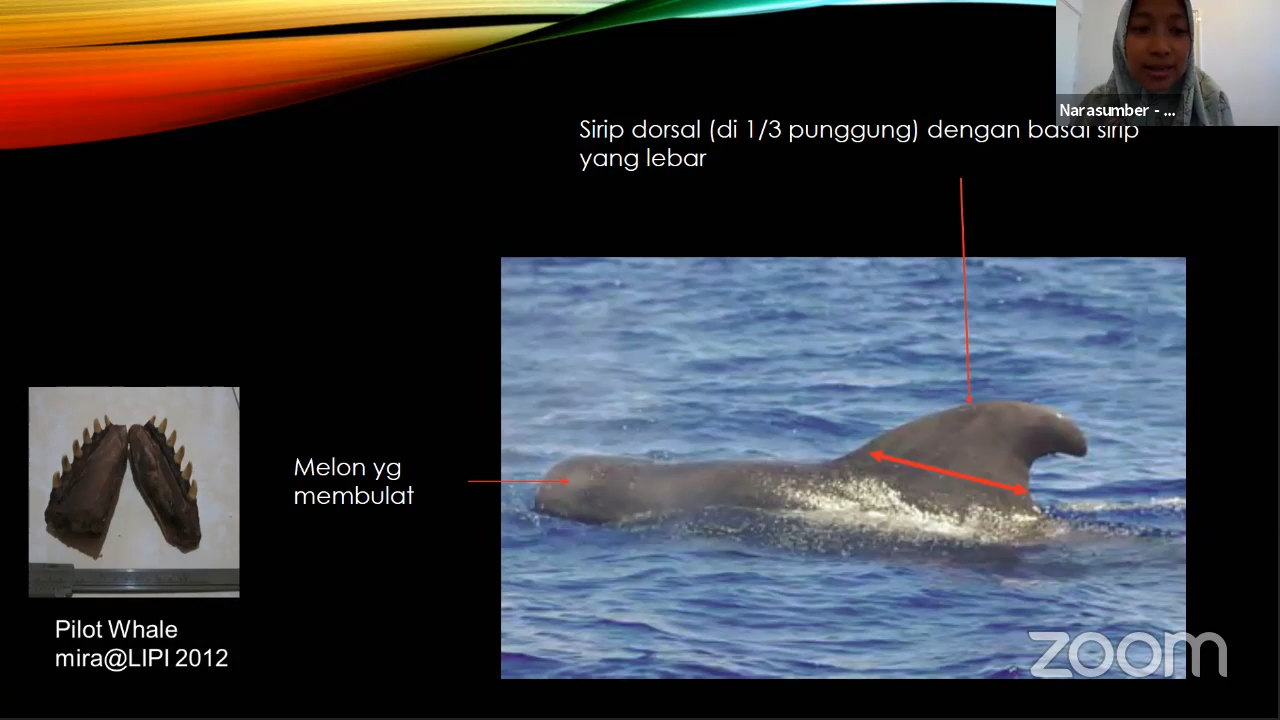 Narasumber - ...
Sirip dorsal (di 1/3 punggung) dengan basal sirip
yang lebar
Melon yg
membulat
Pilot Whale
mira@LIPI 2012
zoom